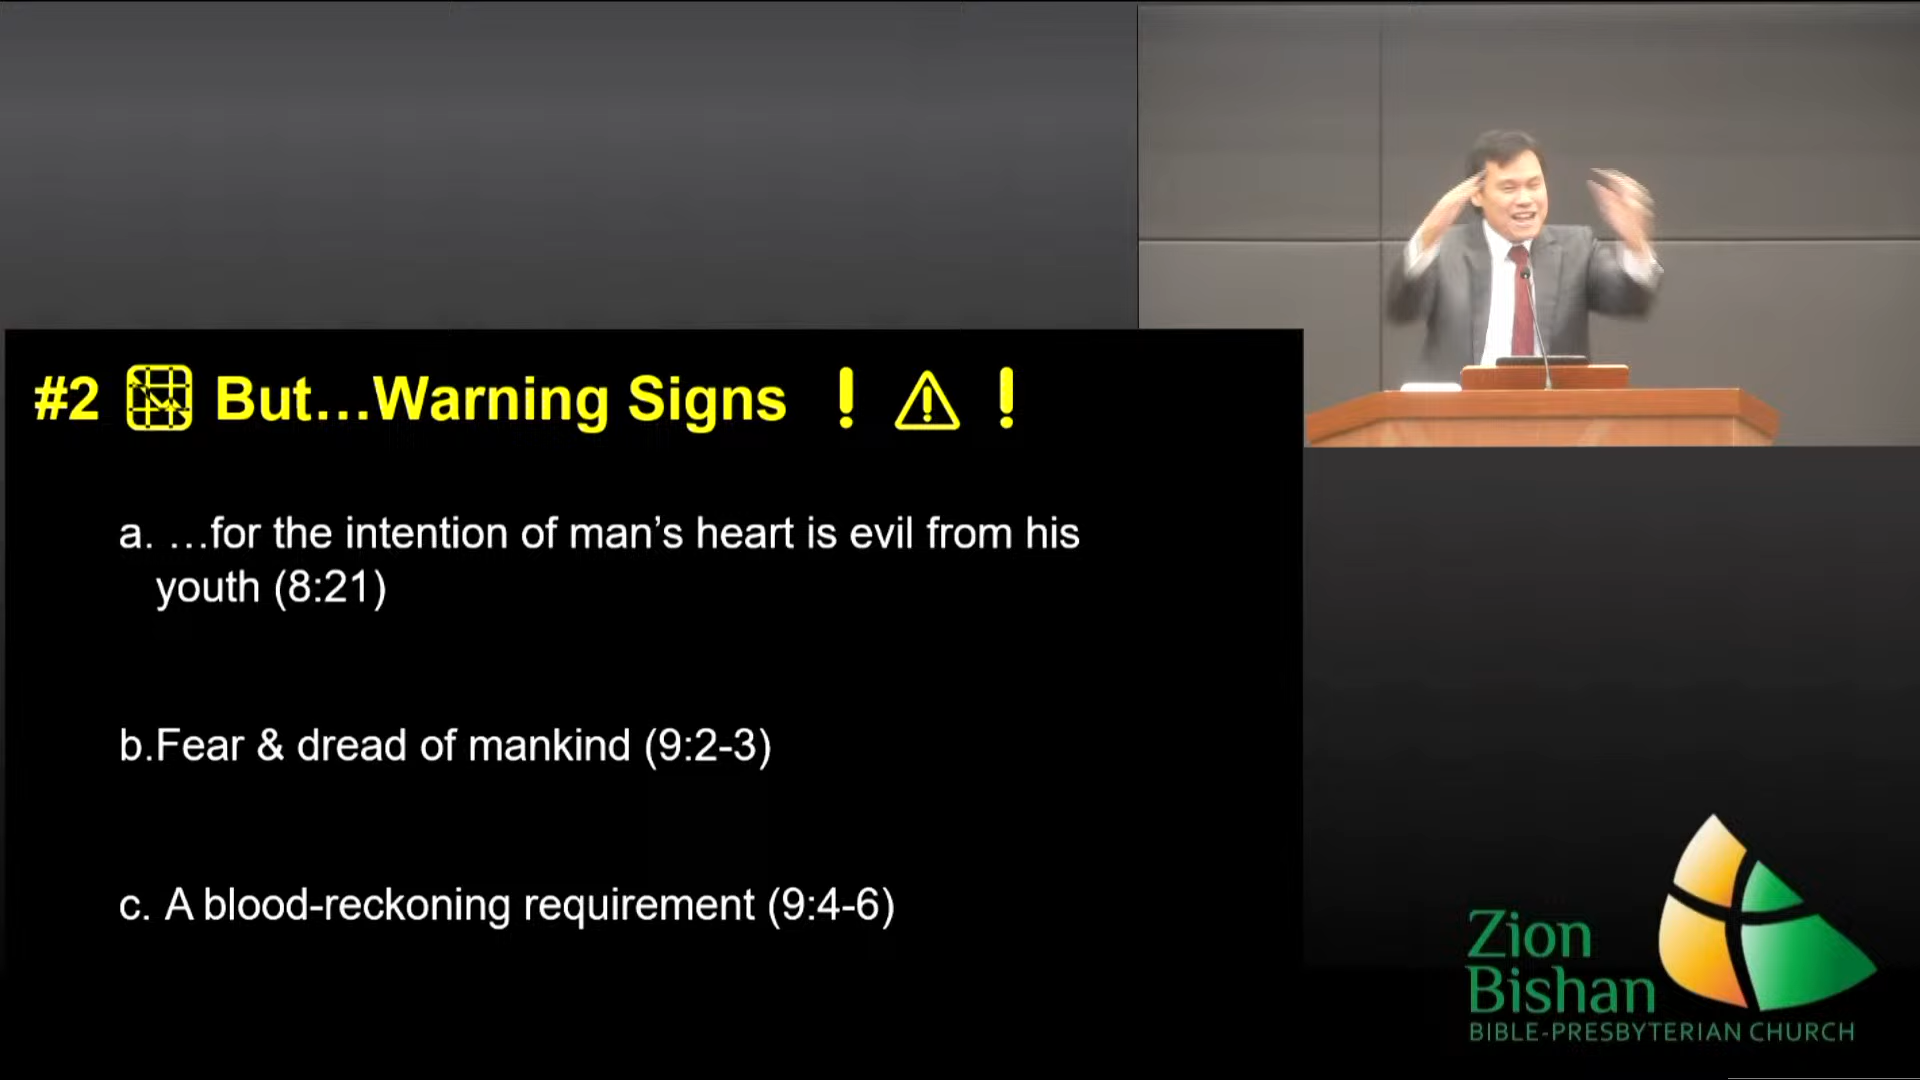 #2 But…Warning Signs ❗ ⚠ ❗
a. …for the intention of man’s heart is evil from his
youth (8:21)
b.Fear & dread of mankind (9:2-3)
c. A blood-reckoning requirement (9:4-6)
Zion
Bishan
BIBLE-PRESBYTERIAN CHURCH